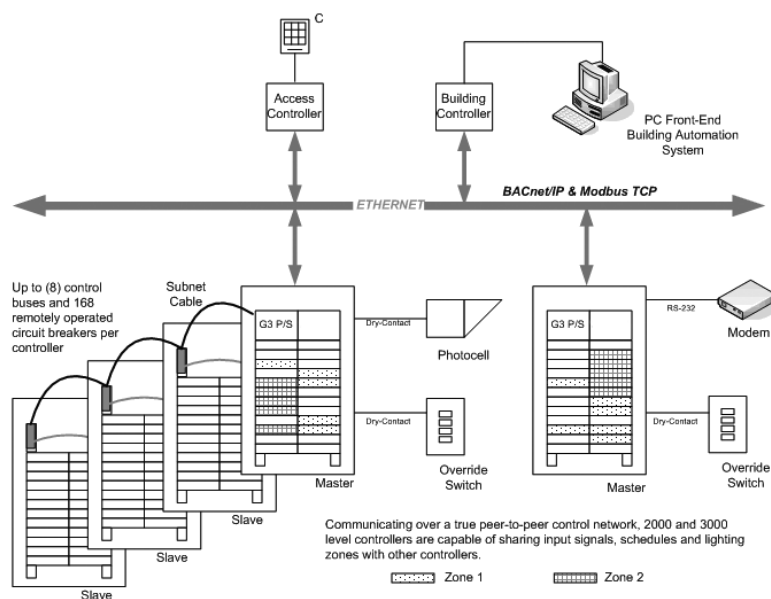 C
Access
Controller
Building
Controller
PC Front-End
Building Automation
System
BACnet/IP & Modbus TCP
ETHERNET
Up to (8) control
buses and 168
remotely operated
circuit breakers per
controller
Subnet
Cable
G3 P/S
Dry-Contact
Photocell
G3 P/S
RS-232
Modem
Dry-Contact
Override
Switch
Dry-Contact
Override
Switch
Master
Master
Slave
Slave
Slave
Communicating over a true peer-to-peer control network, 2000 and 3000
level controllers are capable of sharing input signals, schedules and lighting
zones with other controllers.
Zone 1
Zone 2